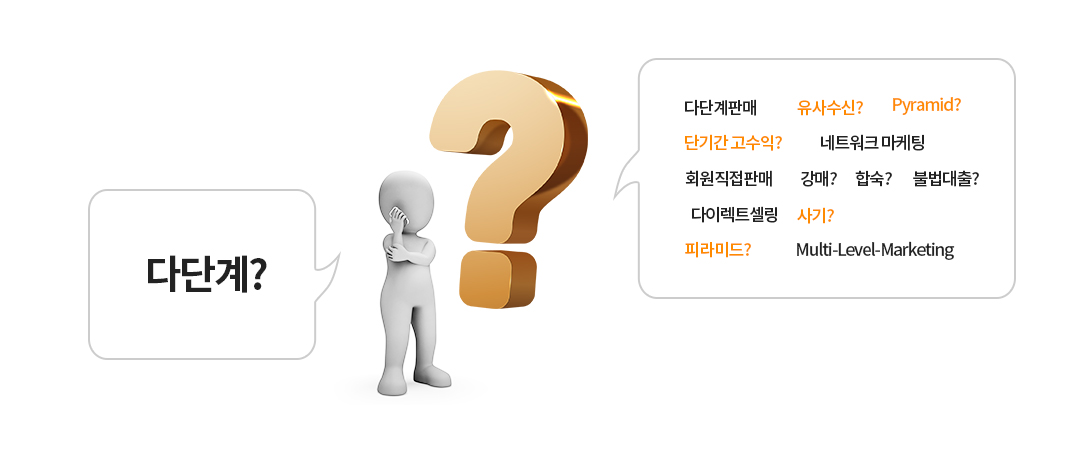 다단계?
다단계판매 유사수신? Pyramid?
단기간 고수익? 네트워크 마케팅
회원직접판매 강매? 합숙? 불법대출?
다이렉트셀링 사기?
피라미드? Multi-Level-Marketing